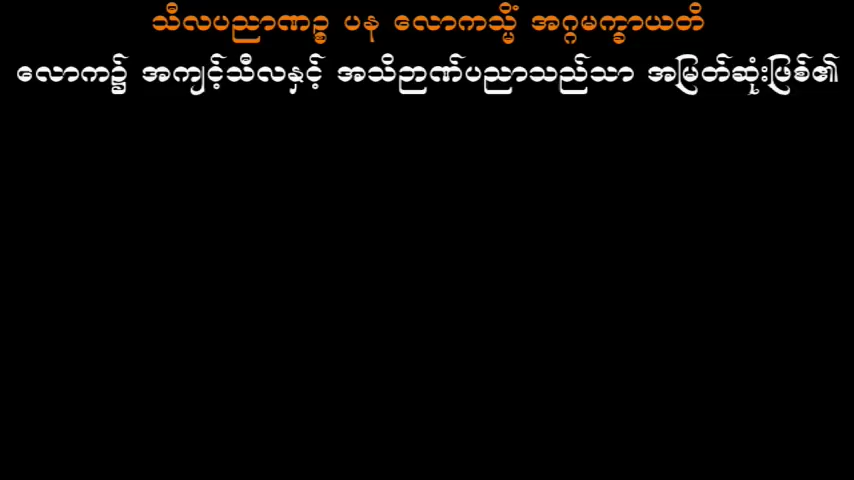 သီလပညာဏဉ္စ ပန လောကသ္မိံ အဂ္ဂမက္ခာယတိ
လောက၌ အကျင့်သီလနှင့် အသိဉာဏ်ပညာသည်သာ အမြတ်ဆုံးဖြစ်၏